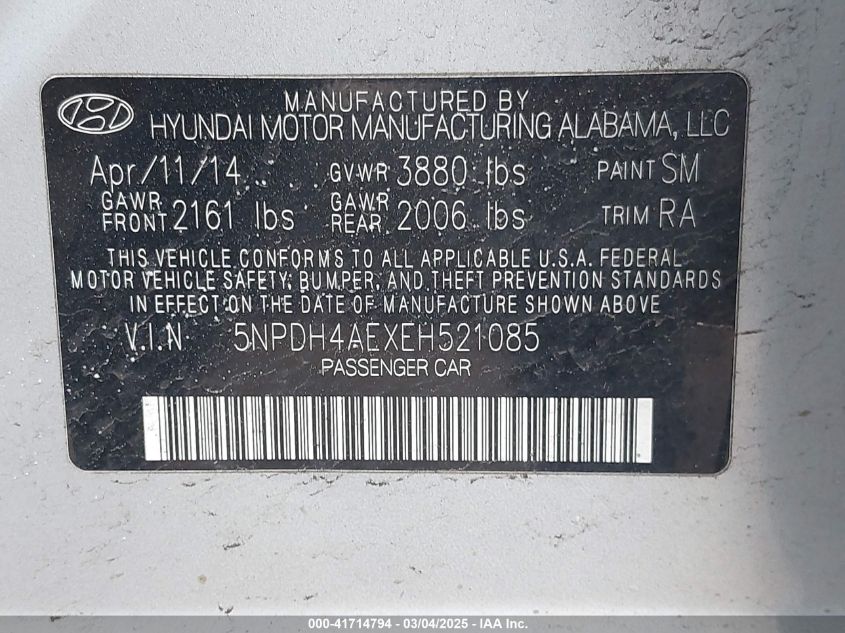 MANUFACTURED BY
HYUNDAI MOTOR MANUFACTURING ALABAMA, LLC
Apr/11/14 GVWR 3880 lbs PAINT SM
GAWR FRONT 2161 lbs GAWR REAR 2006 lbs TRIM RA
THIS VEHICLE CONFORMS TO ALL APPLICABLE U.S.A. FEDERAL
MOTOR VEHICLE SAFETY, BUMPER, AND THEFT PREVENTION STANDARDS
IN EFFECT ON THE DATE OF MANUFACTURE SHOWN ABOVE
V.I.N 5NPDH4AEXEH521085
PASSENGER CAR
000-41714794 - 03/04/2025 - IAA Inc.